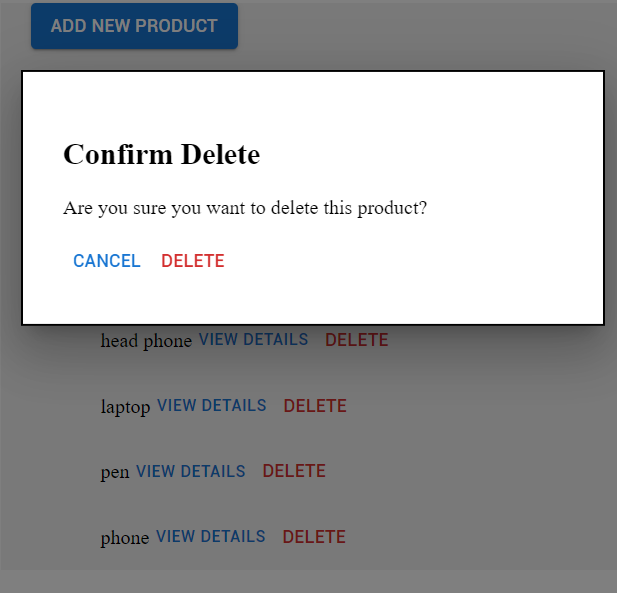 ADD NEW PRODUCT
Confirm Delete
Are you sure you want to delete this product?
CANCEL DELETE
head phone VIEW DETAILS DELETE
laptop VIEW DETAILS DELETE
pen VIEW DETAILS DELETE
phone VIEW DETAILS DELETE